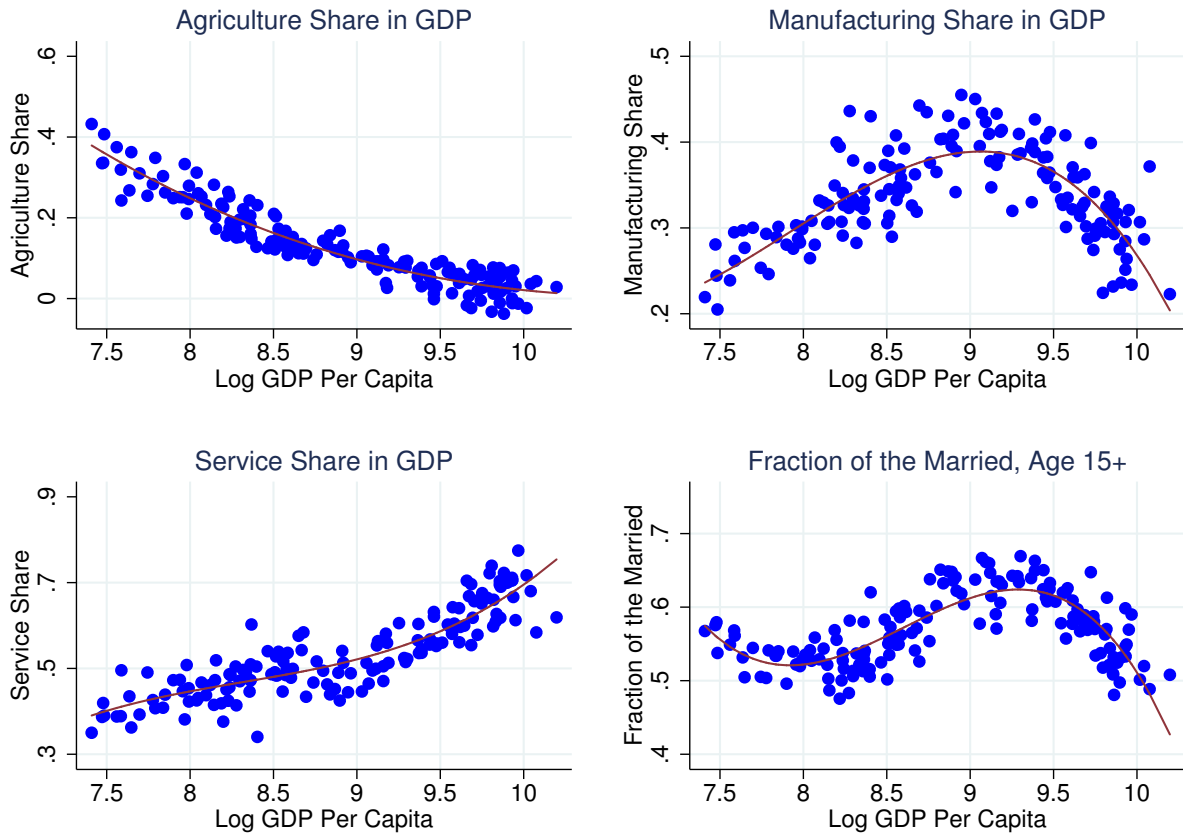 Agriculture Share in GDP
Agriculture Share
.6
.4
.2
0
7.5 8 8.5 9 9.5 10
Log GDP Per Capita
Manufacturing Share in GDP
Manufacturing Share
.5
.4
.3
.2
7.5 8 8.5 9 9.5 10
Log GDP Per Capita
Service Share in GDP
Service Share
.9
.7
.5
.3
7.5 8 8.5 9 9.5 10
Log GDP Per Capita
Fraction of the Married, Age 15+
Fraction of the Married
.7
.6
.5
.4
7.5 8 8.5 9 9.5 10
Log GDP Per Capita